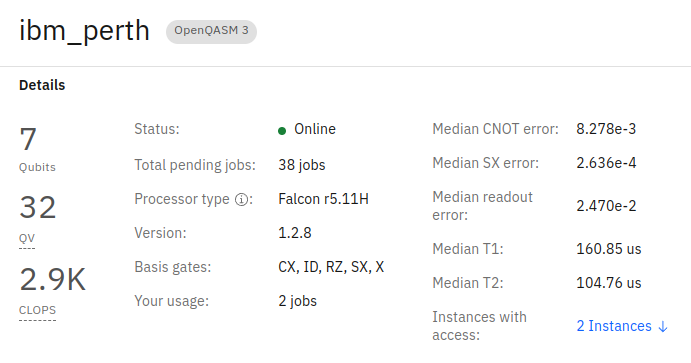 ibm_perth OpenQASM 3
Details
7
Qubits
32
QV
2.9K
CLOPS
Status: Online
Total pending jobs: 38 jobs
Processor type ⓘ: Falcon r5.11H
Version: 1.2.8
Basis gates: CX, ID, RZ, SX, X
Your usage: 2 jobs
Median CNOT error: 8.278e-3
Median SX error: 2.636e-4
Median readout
error: 2.470e-2
Median T1: 160.85 us
Median T2: 104.76 us
Instances with
access: 2 Instances ↓